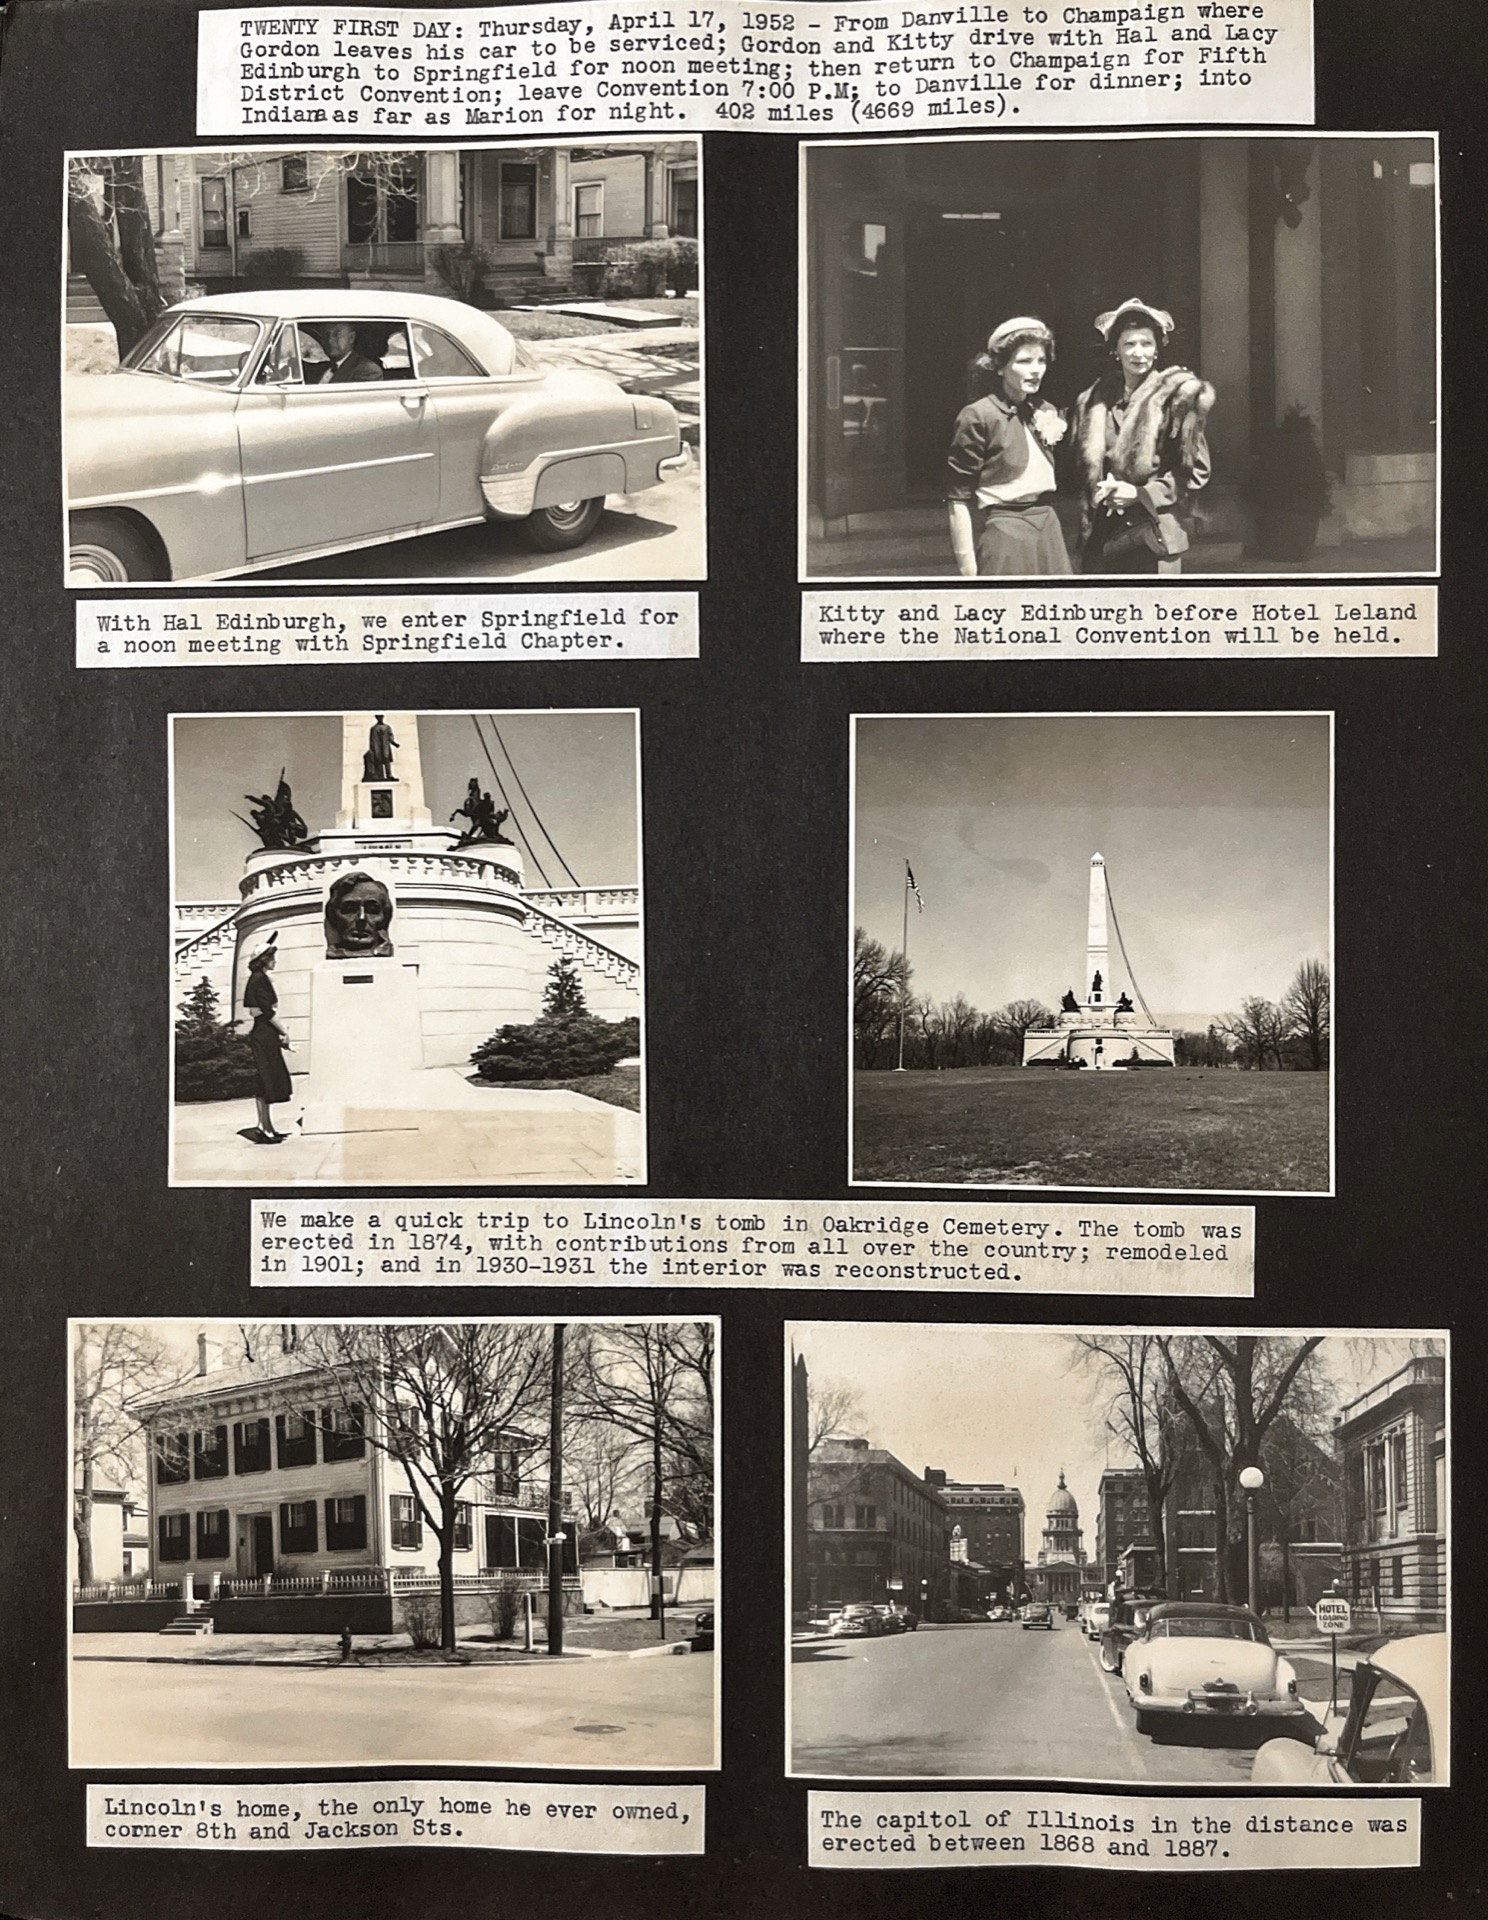 TWENTY FIRST DAY: Thursday, April 17, 1952 - From Danville to Champaign where
Gordon leaves his car to be serviced; Gordon and Kitty drive with Hal and Lacy
Edinburgh to Springfield for noon meeting; then return to Champaign for Fifth
District Convention; leave Convention 7:00 P.M; to Danville for dinner; into
Indiana as far as Marion for night. 402 miles (4669 miles).
With Hal Edinburgh, we enter Springfield for
a noon meeting with Springfield Chapter.
Kitty and Lacy Edinburgh before Hotel Leland
where the National Convention will be held.
LINCOLN
We make a quick trip to Lincoln's tomb in Oakridge Cemetery. The tomb was
erected in 1874, with contributions from all over the country; remodeled
in 1901; and in 1930-1931 the interior was reconstructed.
HOTEL
LOADING
ZONE
Lincoln's home, the only home he ever owned,
corner 8th and Jackson Sts.
The capitol of Illinois in the distance was
erected between 1868 and 1887.